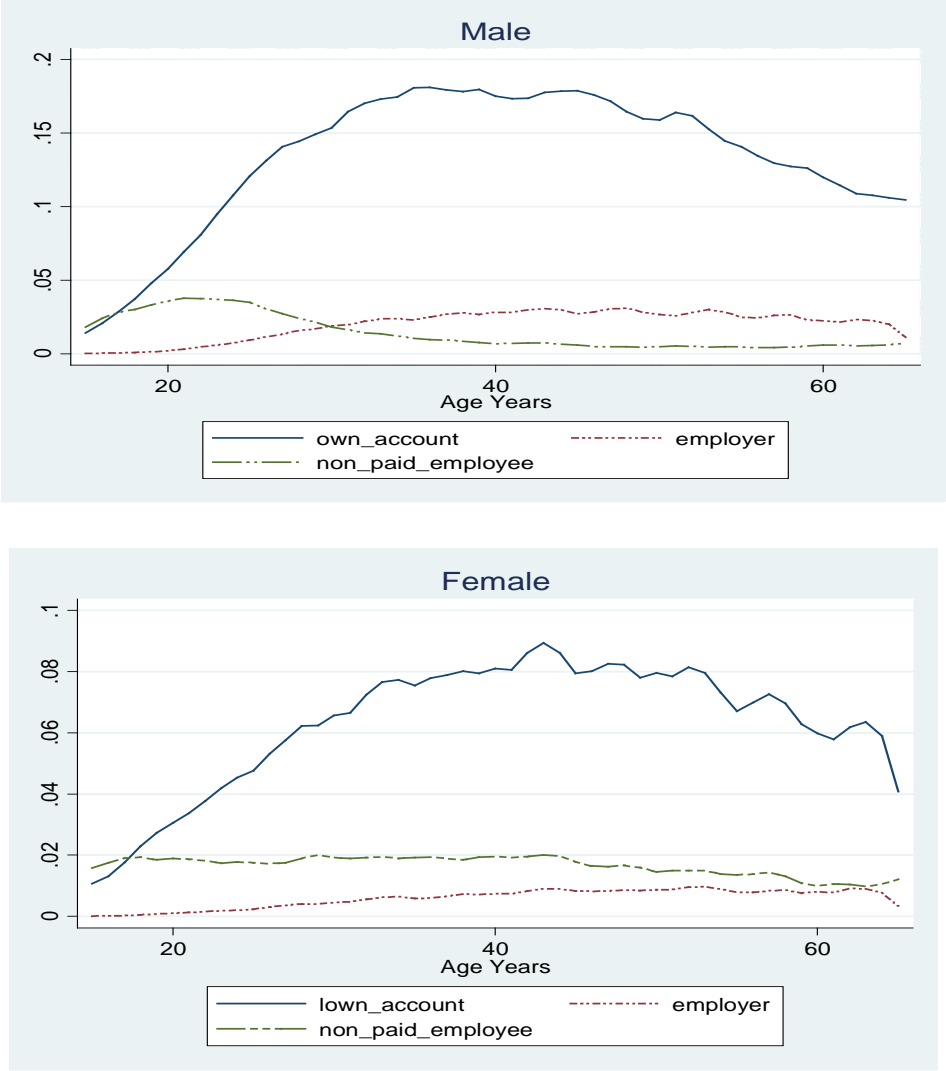 Male
.2
.15
.1
.05
0
20 40 60
Age Years
own_account employer
non_paid_employee
Female
.1
.08
.06
.04
.02
0
20 40 60
Age Years
lown_account employer
non_paid_employee